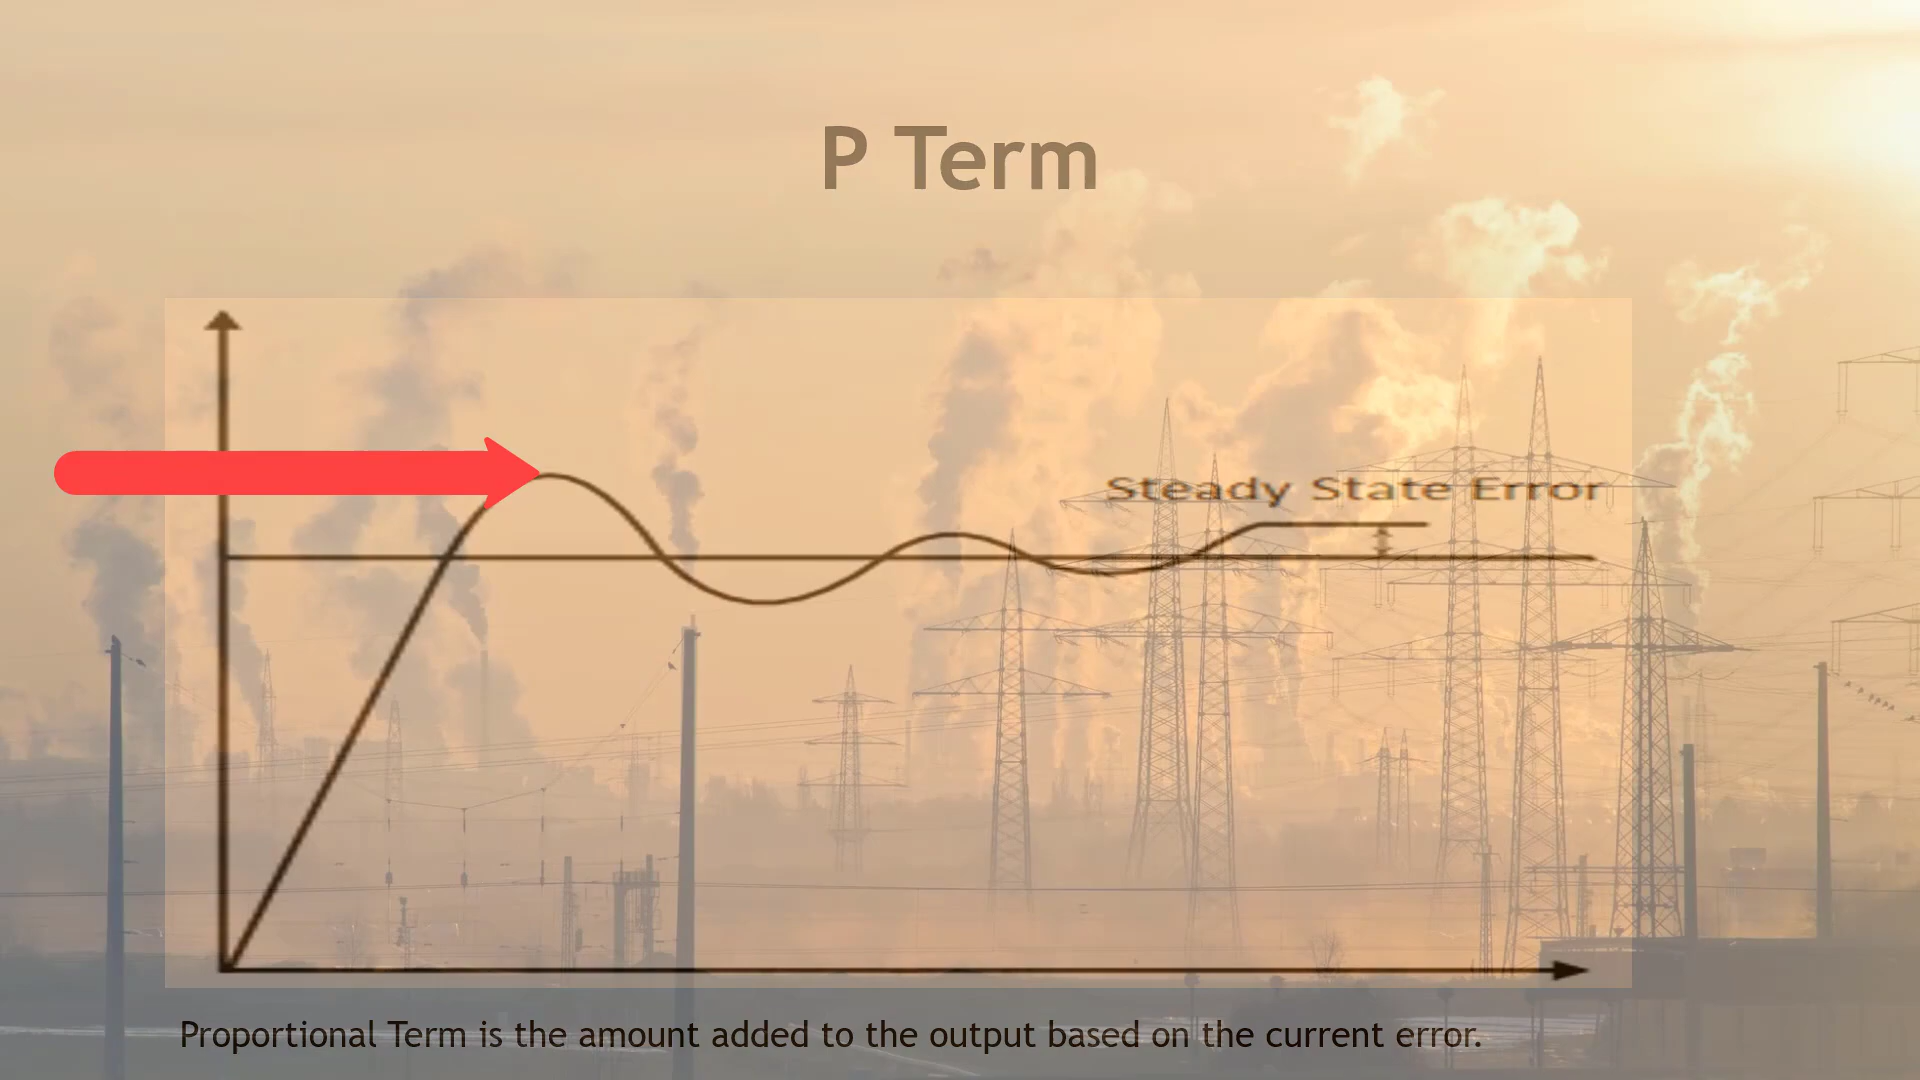 P Term
Steady State Error
Proportional Term is the amount added to the output based on the current error.